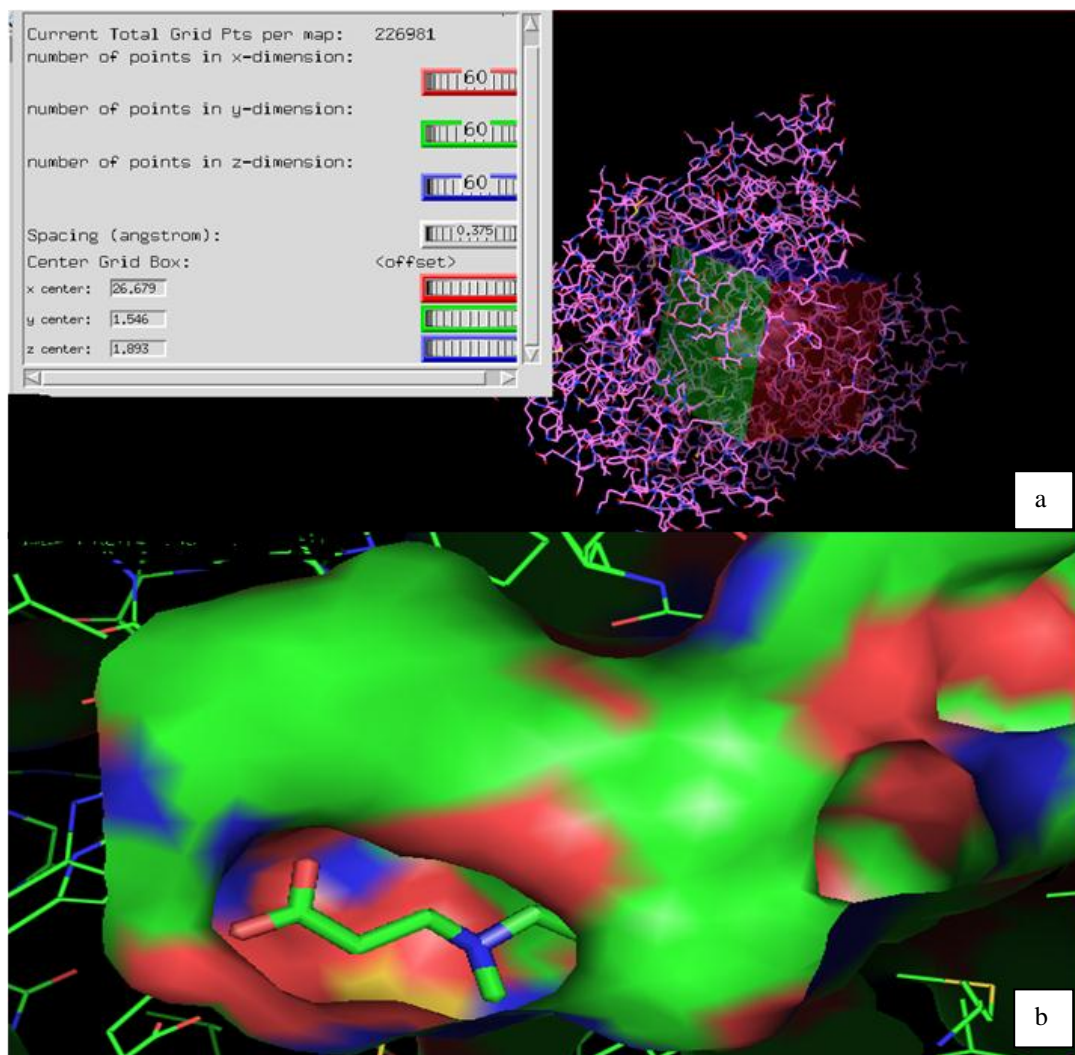 Current Total Grid Pts per map: 226981
number of points in x-dimension:
60
number of points in y-dimension:
60
number of points in z-dimension:
60
Spacing (angstrom): 0.375
Center Grid Box: <offset>
x center: 26.679
y center: 1.546
z center: 1.893
a
b